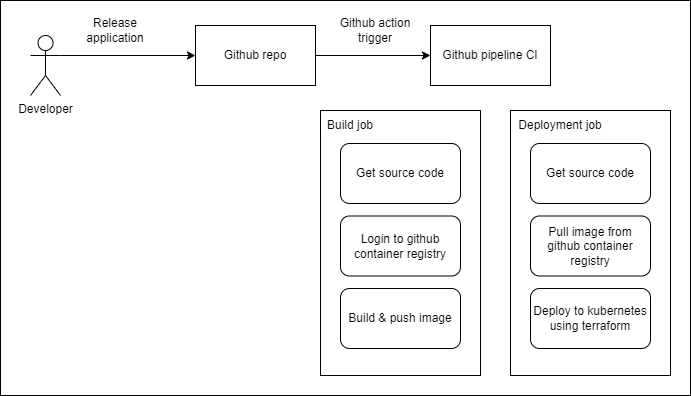 Release
application
Github action
trigger
Github repo
Github pipeline CI
Developer
Build job
Get source code
Login to github
container registry
Build & push image
Deployment job
Get source code
Pull image from
github container
registry
Deploy to kubernetes
using terraform